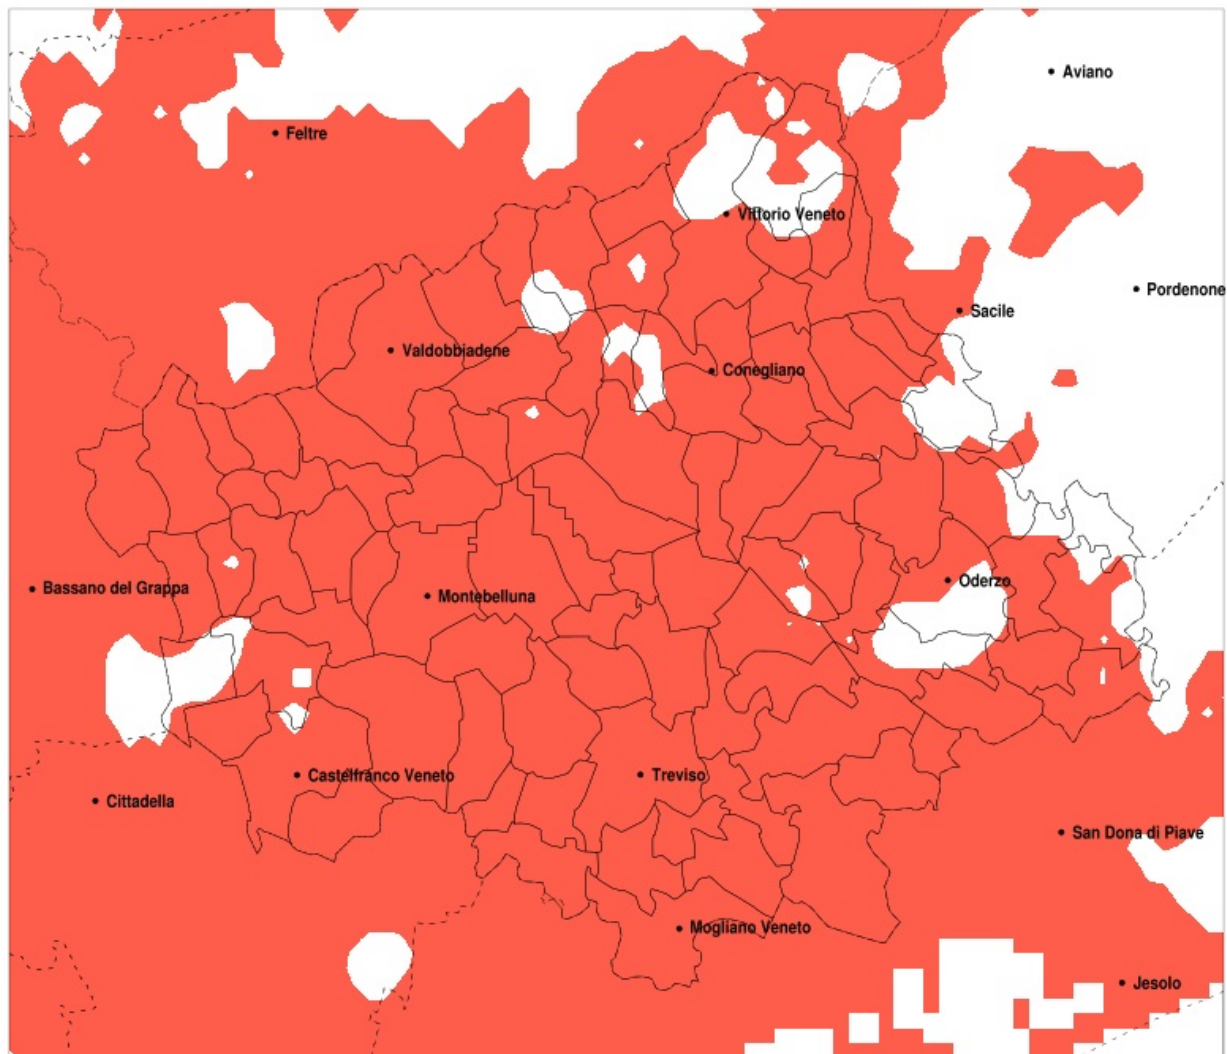 Aviano
Feltre
Vittorio Veneto
Pordenone
Sacile
Valdobbiadene
Conegliano
Oderzo
Bassano del Grappa
Montebelluna
Castelfranco Veneto
Treviso
Cittadella
San Dona di Piave
Mogliano Veneto
Jesolo